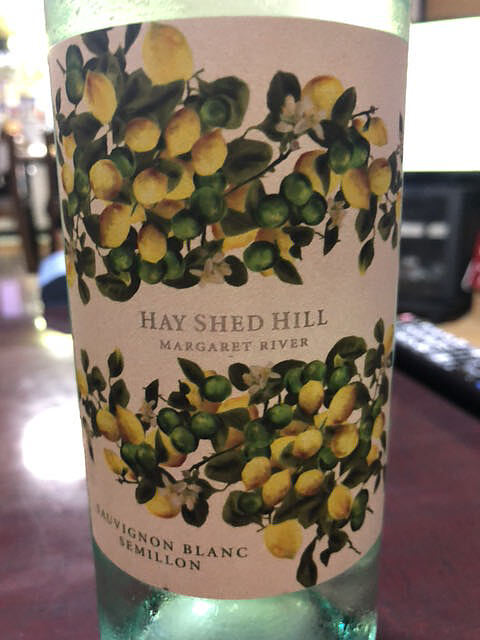 HAY SHED HILL
MARGARET RIVER
SAUVIGNON BLANC
SEMILLON